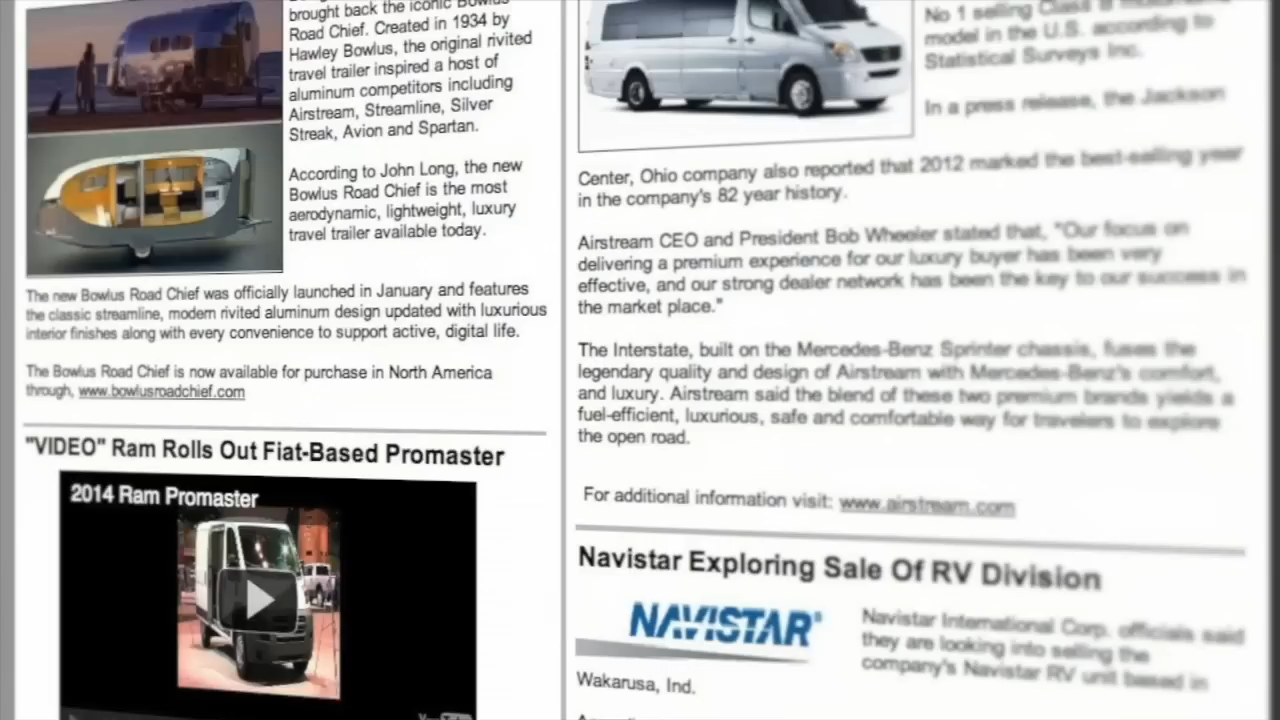 brought back the iconic Bowlus
Road Chief. Created in 1934 by
Hawley Bowlus, the original rivited
travel trailer inspired a host of
aluminum competitors including
Airstream, Streamline, Silver
Streak, Avion and Spartan.
According to John Long, the new
Bowlus Road Chief is the most
aerodynamic, lightweight, luxury
travel trailer available today.
The new Bowlus Road Chief was officially launched in January and features
the classic streamline, modern rivited aluminum design updated with luxurious
interior finishes along with every convenience to support active, digital life.
The Bowlus Road Chief is now available for purchase in North America
through, www.bowlusroadchief.com
"VIDEO" Ram Rolls Out Fiat-Based Promaster
2014 Ram Promaster
No 1 selling Class B
model in the U.S. according to
Statistical Surveys Inc.
In a press release, the Jackson
Center, Ohio company also reported that 2012 marked the best-selling year
in the company's 82 year history.
Airstream CEO and President Bob Wheeler stated that, "Our focus on
delivering a premium experience for our luxury buyer has been very
effective, and our strong dealer network has been the key to our success in
the market place."
The Interstate, built on the Mercedes-Benz Sprinter chassis, fuses the
legendary quality and design of Airstream with Mercedes-Benz's comfort,
and luxury. Airstream said the blend of these two premium brands yields a
fuel-efficient, luxurious, safe and comfortable way for travelers to explore
the open road.
For additional information visit: www.airstream.com
Navistar Exploring Sale Of RV Division
NAVISTAR®
Navistar International Corp. officials said
they are looking into selling the
company's Navistar RV unit based in
Wakarusa, Ind.